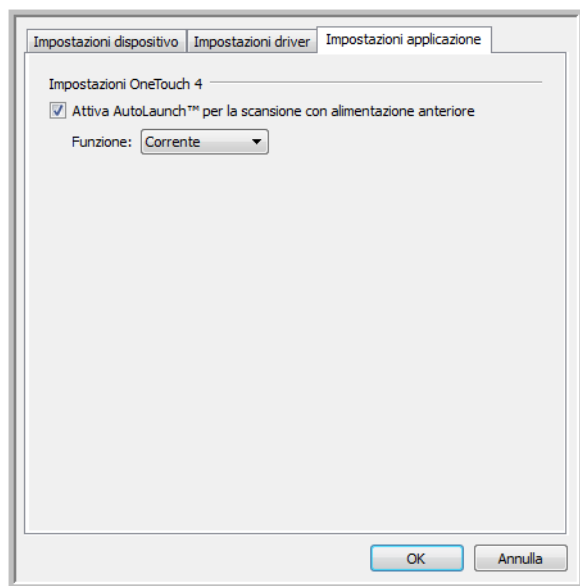 Impostazioni dispositivo Impostazioni driver Impostazioni applicazione
Impostazioni OneTouch 4
Attiva AutoLaunch™ per la scansione con alimentazione anteriore
Funzione: Corrente
OK Annulla